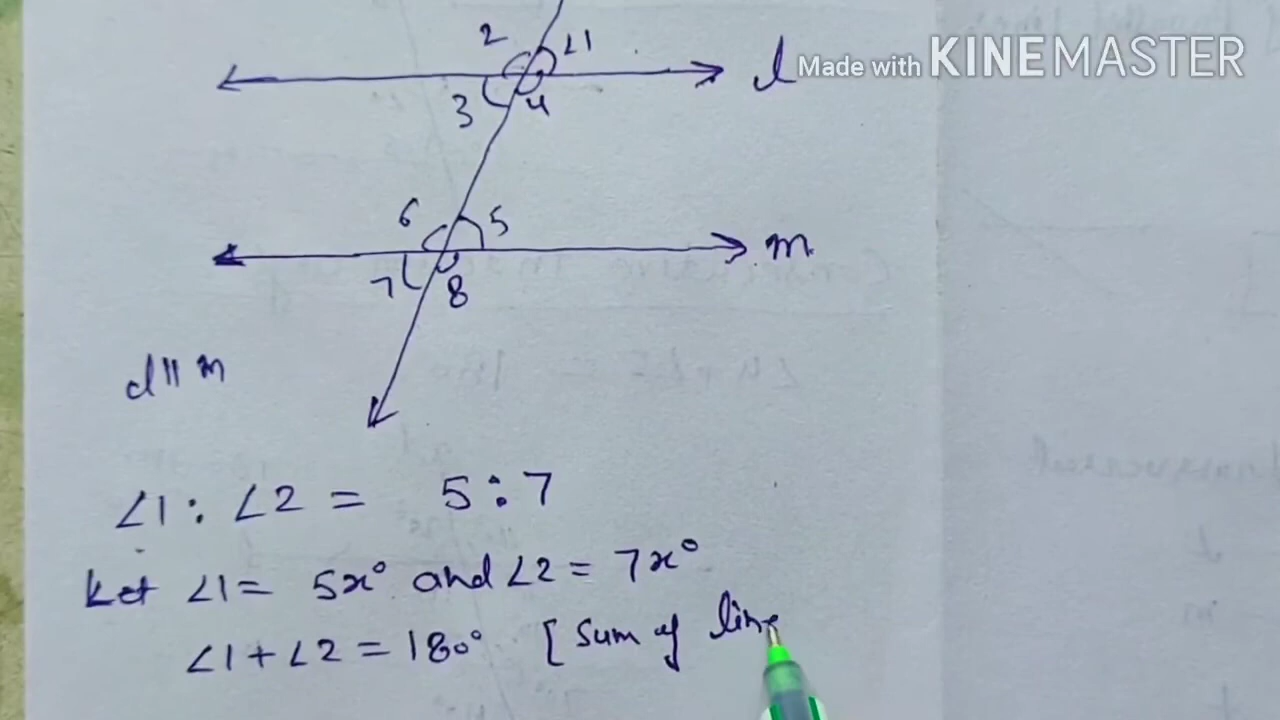 2 ∠1
Made with KINEMASTER
l
3 4
6 5
m
7 8
l || m
∠1 : ∠2 = 5 : 7
Let ∠1 = 5x° and ∠2 = 7x°
∠1 + ∠2 = 180° [ Sum of line